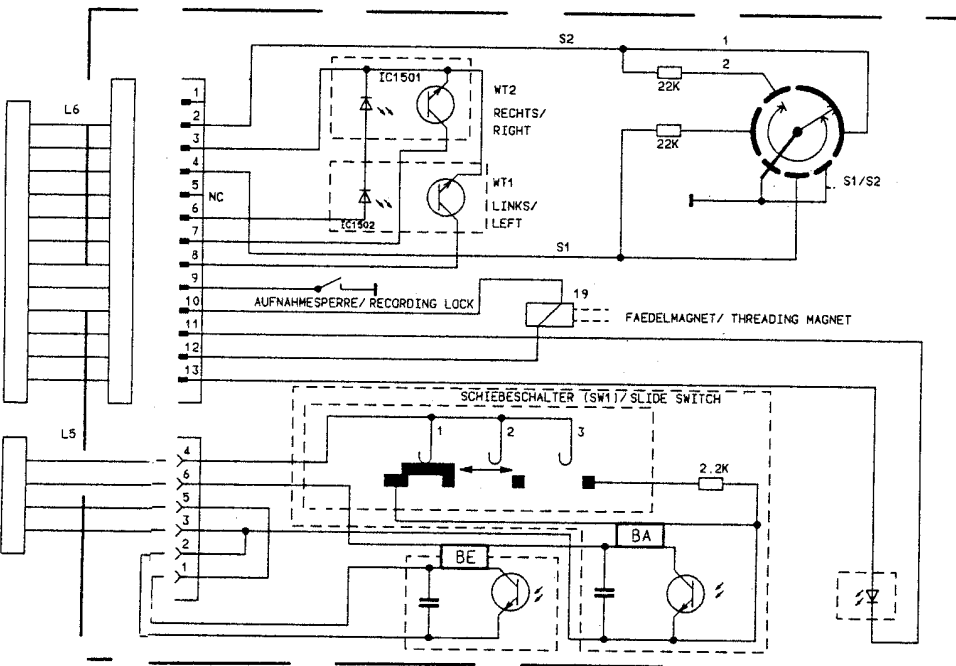 S2
1
2
IC1501
22K
WT2
RECHTS/
RIGHT
L6
1
2
3
4
5
NC
6
7
8
9
10
11
12
13
22K
WT1
LINKS/
LEFT
IC1502
S1/S2
S1
AUFNAHMESPERRE/ RECORDING LOCK
19
FAEDELMAGNET/ THREADING MAGNET
SCHIEBESCHALTER (SW1)/ SLIDE SWITCH
L5
1
2
3
4
6
5
3
2
1
2.2K
BA
BE